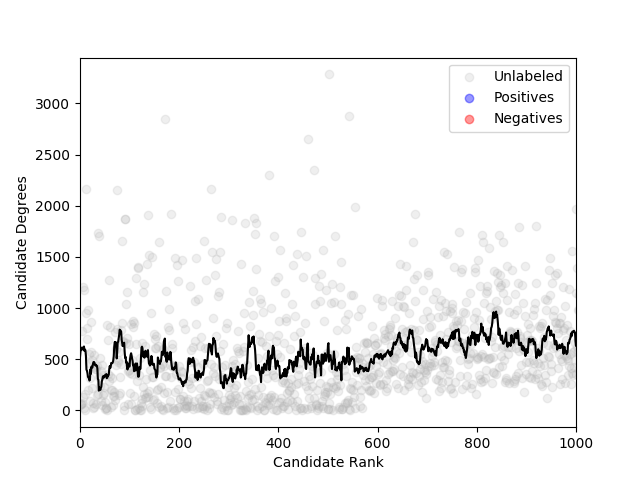 Unlabeled
Positives
Negatives
3000
2500
2000
1500
1000
500
0
Candidate Degrees
0 200 400 600 800 1000
Candidate Rank